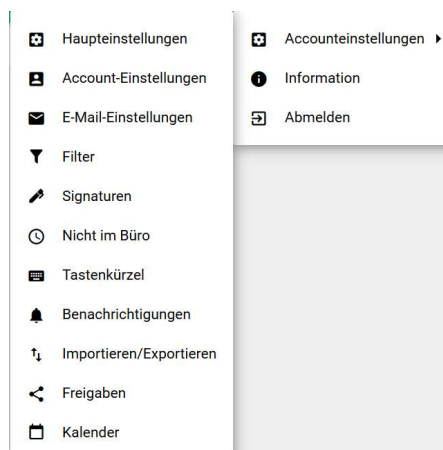 Haupteinstellungen
Account-Einstellungen
E-Mail-Einstellungen
Filter
Signaturen
Nicht im Büro
Tastenkürzel
Benachrichtigungen
Importieren/Exportieren
Freigaben
Kalender
Accounteinstellungen
Information
Abmelden